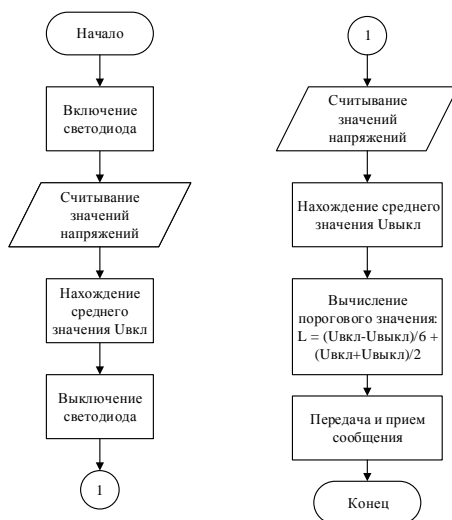 Начало
Включение
светодиода
Считывание
значений
напряжений
Нахождение
среднего
значения Uвкл
Выключение
светодиода
1
1
Считывание
значений
напряжений
Нахождение среднего
значения Uвыкл
Вычисление
порогового значения:
L = (Uвкл-Uвыкл)/6 +
(Uвкл+Uвыкл)/2
Передача и прием
сообщения
Конец